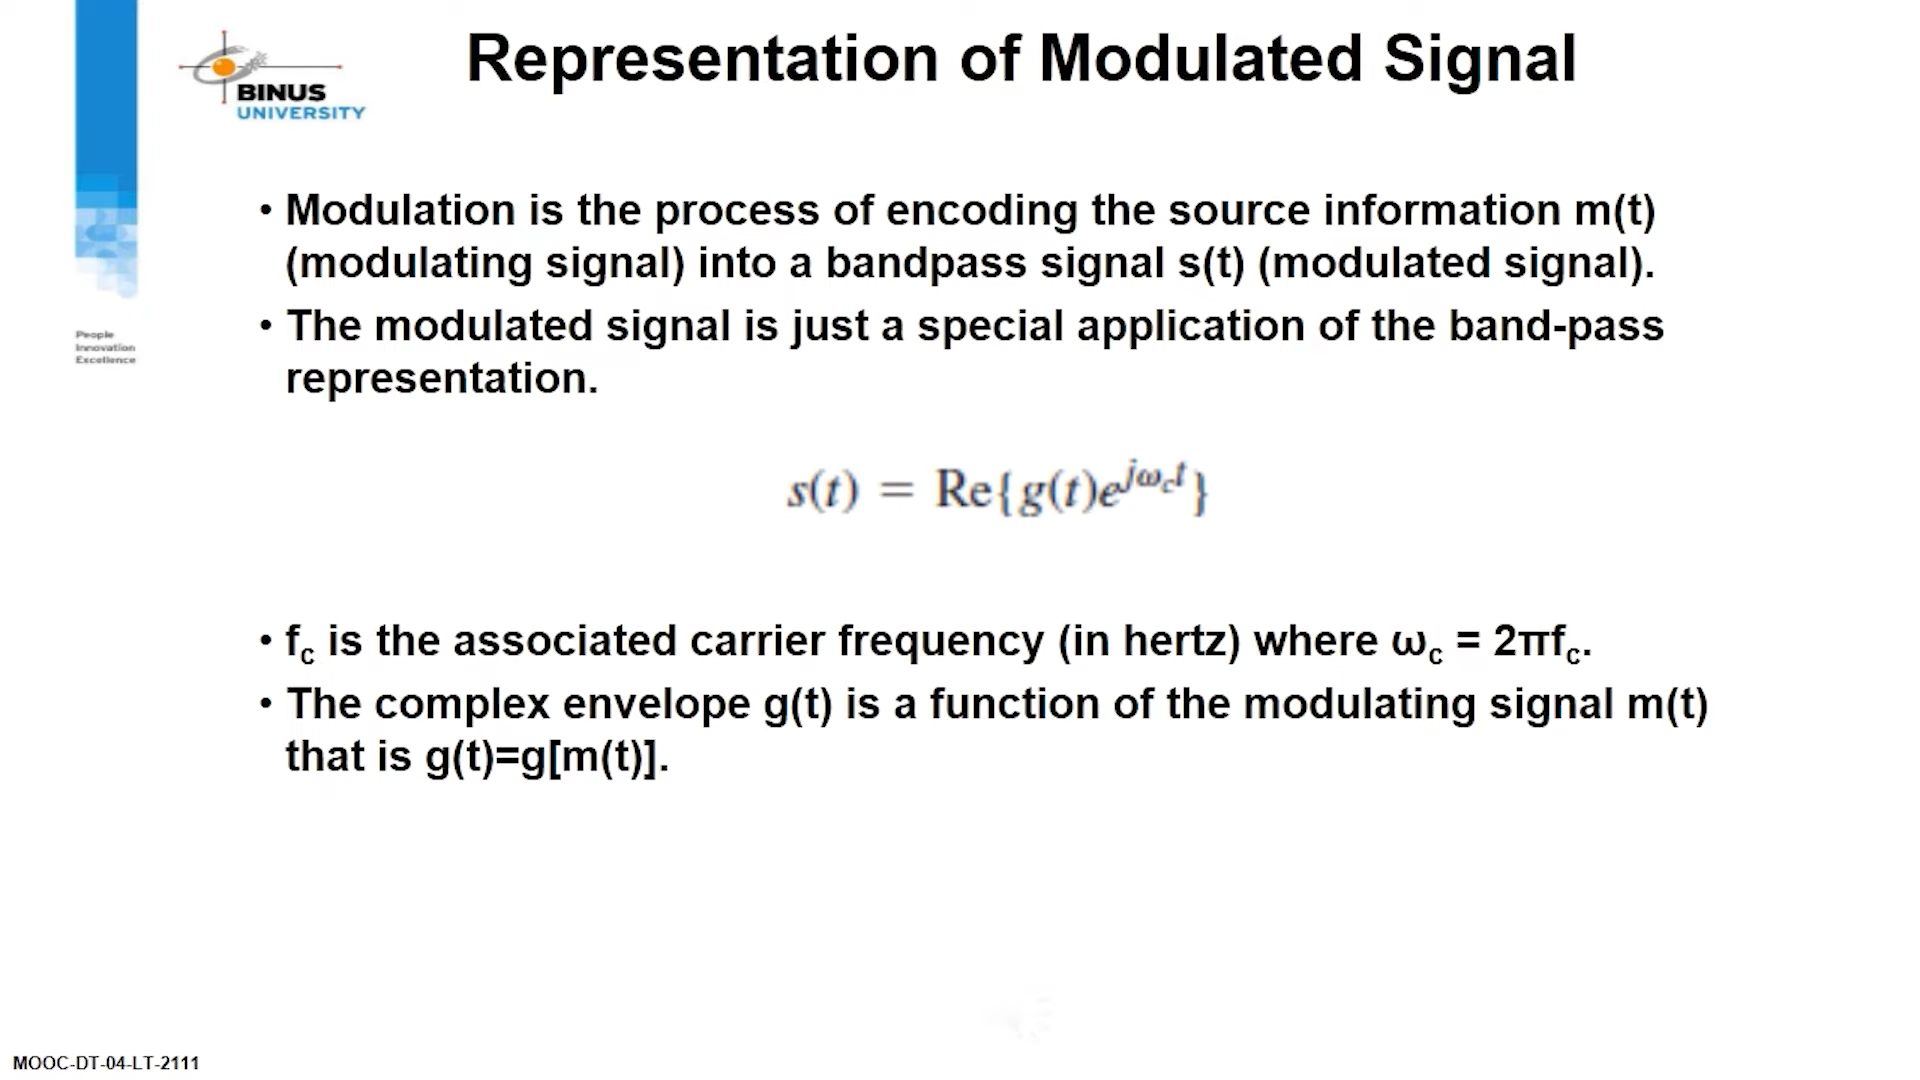 Representation of Modulated Signal
BINUS
UNIVERSITY
• Modulation is the process of encoding the source information m(t)
(modulating signal) into a bandpass signal s(t) (modulated signal).
• The modulated signal is just a special application of the band-pass
representation.
People
Innovation
Excellence
s(t) = Re{g(t)e^{jω_c t}}
• f_c is the associated carrier frequency (in hertz) where ω_c = 2πf_c.
• The complex envelope g(t) is a function of the modulating signal m(t)
that is g(t)=g[m(t)].
MOOC-DT-04-LT-2111